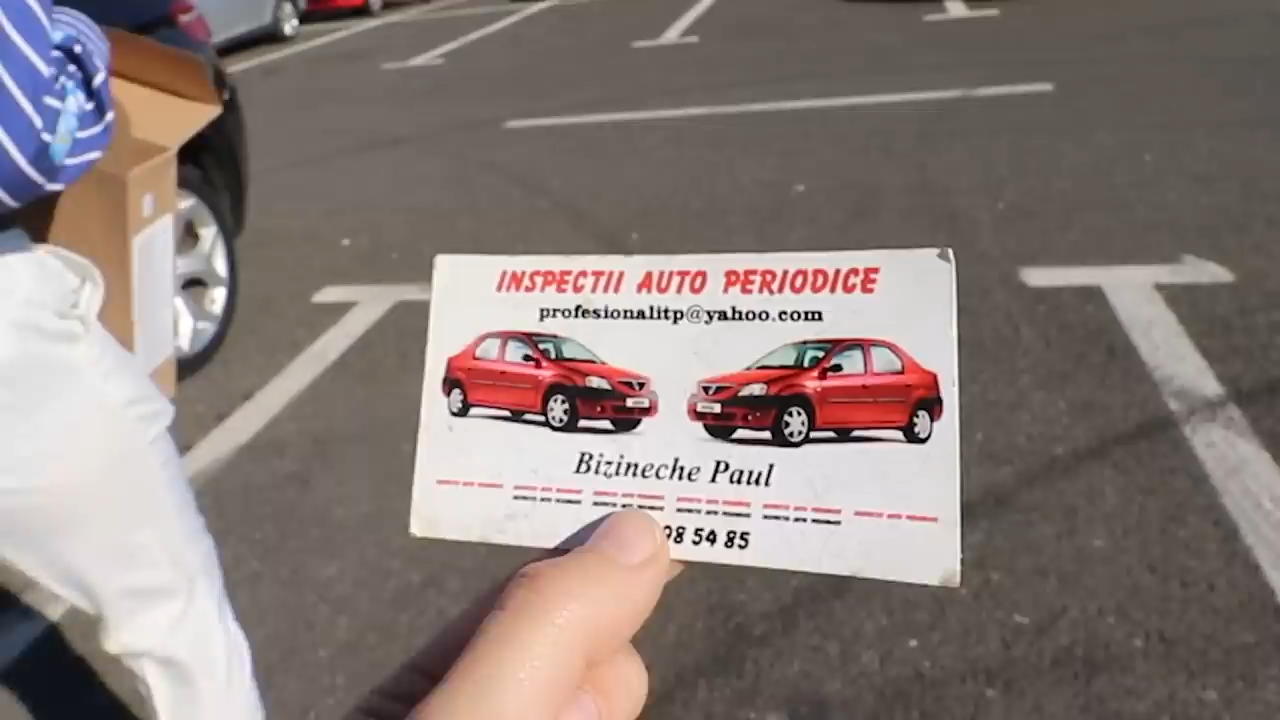 INSPECTII AUTO PERIODICE
profesionalitp@yahoo.com
Bizineche Paul
98 54 85